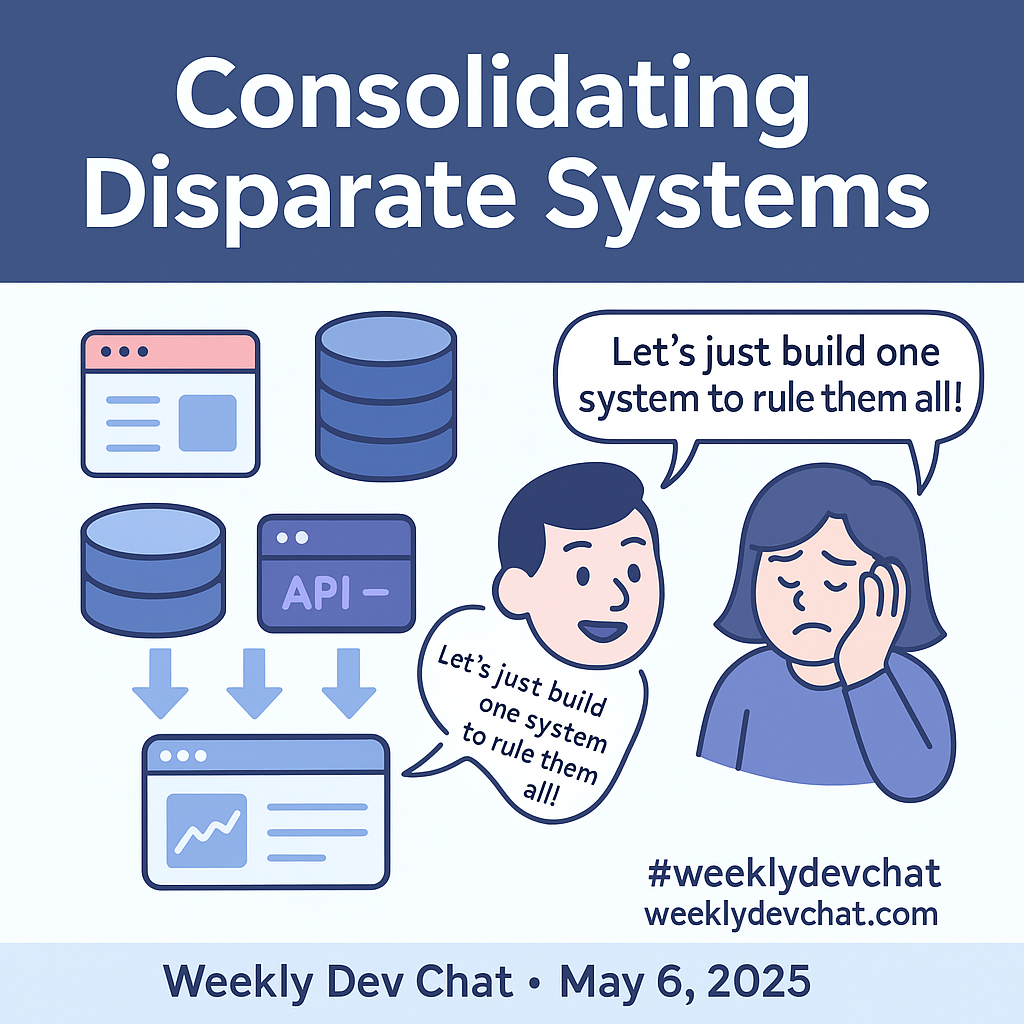 Consolidating
Disparate Systems
Let's just build one
system to rule them all!
API –
Let's just build
one system
to rule them
all!
#weeklydevchat
weeklydevchat.com
Weekly Dev Chat • May 6, 2025